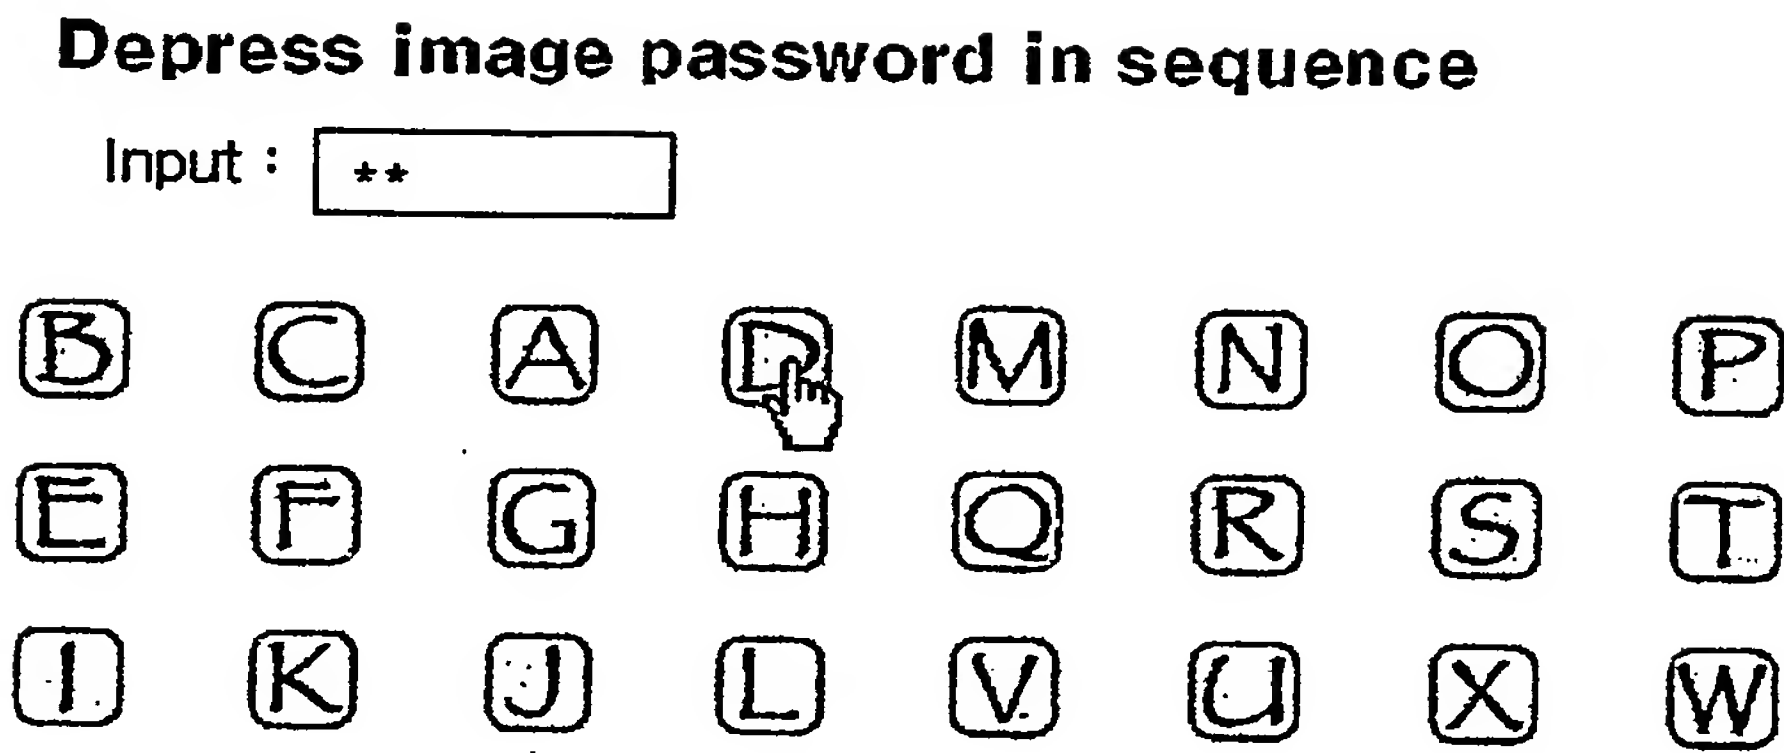 Depress image password in sequence
Input : **
B C A D M N O P
E F G H Q R S T
I K J L V U X W